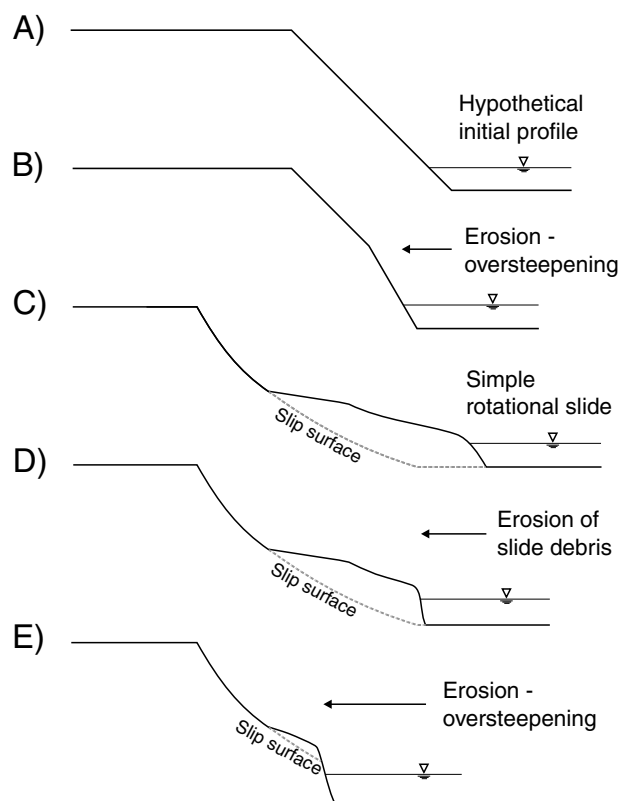 A)
Hypothetical
initial profile
B)
Erosion -
oversteepening
C)
Simple
rotational slide
Slip surface
D)
Erosion of
slide debris
Slip surface
E)
Erosion -
oversteepening
Slip surface